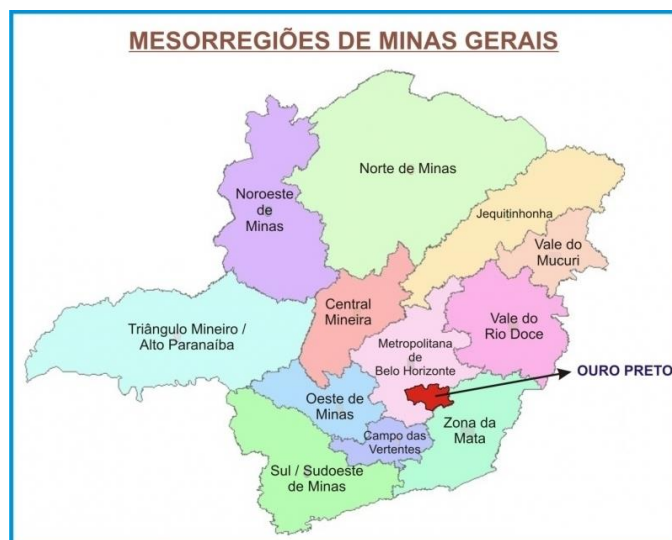 MESORREGIÕES DE MINAS GERAIS
Norte de Minas
Noroeste
de
Minas
Jequitinhonha
Vale do
Mucuri
Central
Mineira
Vale do
Rio Doce
Triângulo Mineiro /
Alto Paranaíba
Metropolitana
de
Belo Horizonte
OURO PRETO
Oeste de
Minas
Zona da
Mata
Campo das
Vertentes
Sul / Sudoeste
de Minas